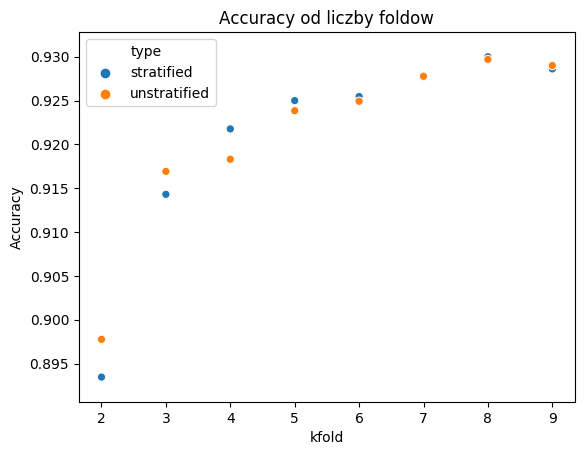 Accuracy od liczby foldow
type
stratified
unstratified
Accuracy
0.930
0.925
0.920
0.915
0.910
0.905
0.900
0.895
2 3 4 5 6 7 8 9
kfold